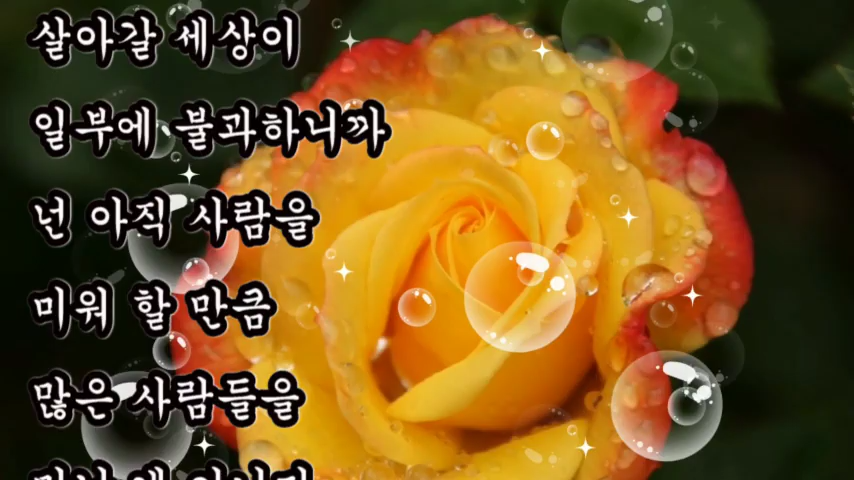 살아갈 세상이
일부에 불과하니까
넌 아직 사람을
미워 할 만큼
많은 사람들을